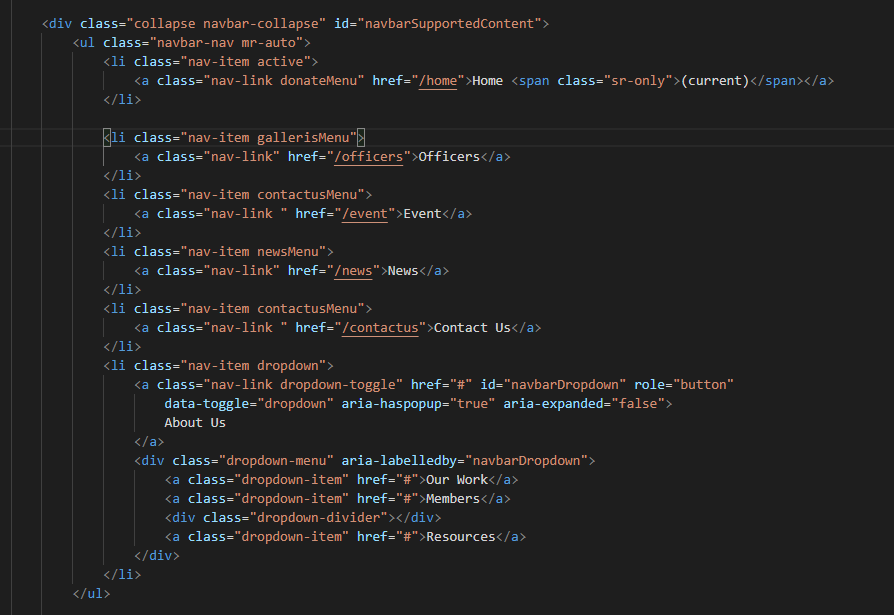 <div class="collapse navbar-collapse" id="navbarSupportedContent">
<ul class="navbar-nav mr-auto">
<li class="nav-item active">
<a class="nav-link donateMenu" href="/home">Home <span class="sr-only">(current)</span></a>
</li>
<li class="nav-item gallerisMenu">
<a class="nav-link" href="/officers">Officers</a>
</li>
<li class="nav-item contactusMenu">
<a class="nav-link " href="/event">Event</a>
</li>
<li class="nav-item newsMenu">
<a class="nav-link" href="/news">News</a>
</li>
<li class="nav-item contactusMenu">
<a class="nav-link " href="/contactus">Contact Us</a>
</li>
<li class="nav-item dropdown">
<a class="nav-link dropdown-toggle" href="#" id="navbarDropdown" role="button"
data-toggle="dropdown" aria-haspopup="true" aria-expanded="false">
About Us
</a>
<div class="dropdown-menu" aria-labelledby="navbarDropdown">
<a class="dropdown-item" href="#">Our Work</a>
<a class="dropdown-item" href="#">Members</a>
<div class="dropdown-divider"></div>
<a class="dropdown-item" href="#">Resources</a>
</div>
</li>
</ul>